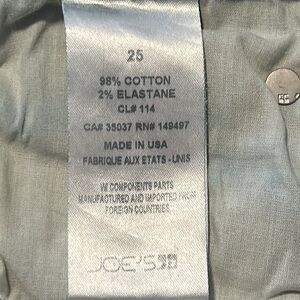 25
98% COTTON
2% ELASTANE
CL# 114
CA# 35037 RN# 149497
MADE IN USA
FABRIQUE AUX ETATS - UNIS
W/ COMPONENTS PARTS
MANUFACTURED AND IMPORTED FROM
FOREIGN COUNTRIES
JOE'S